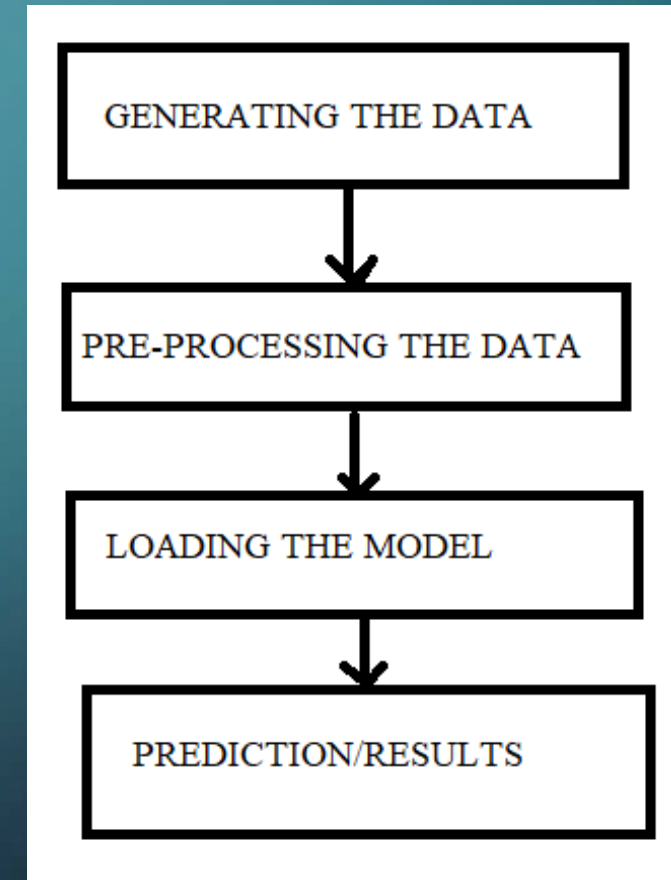 GENERATING THE DATA
PRE-PROCESSING THE DATA
LOADING THE MODEL
PREDICTION/RESULTS